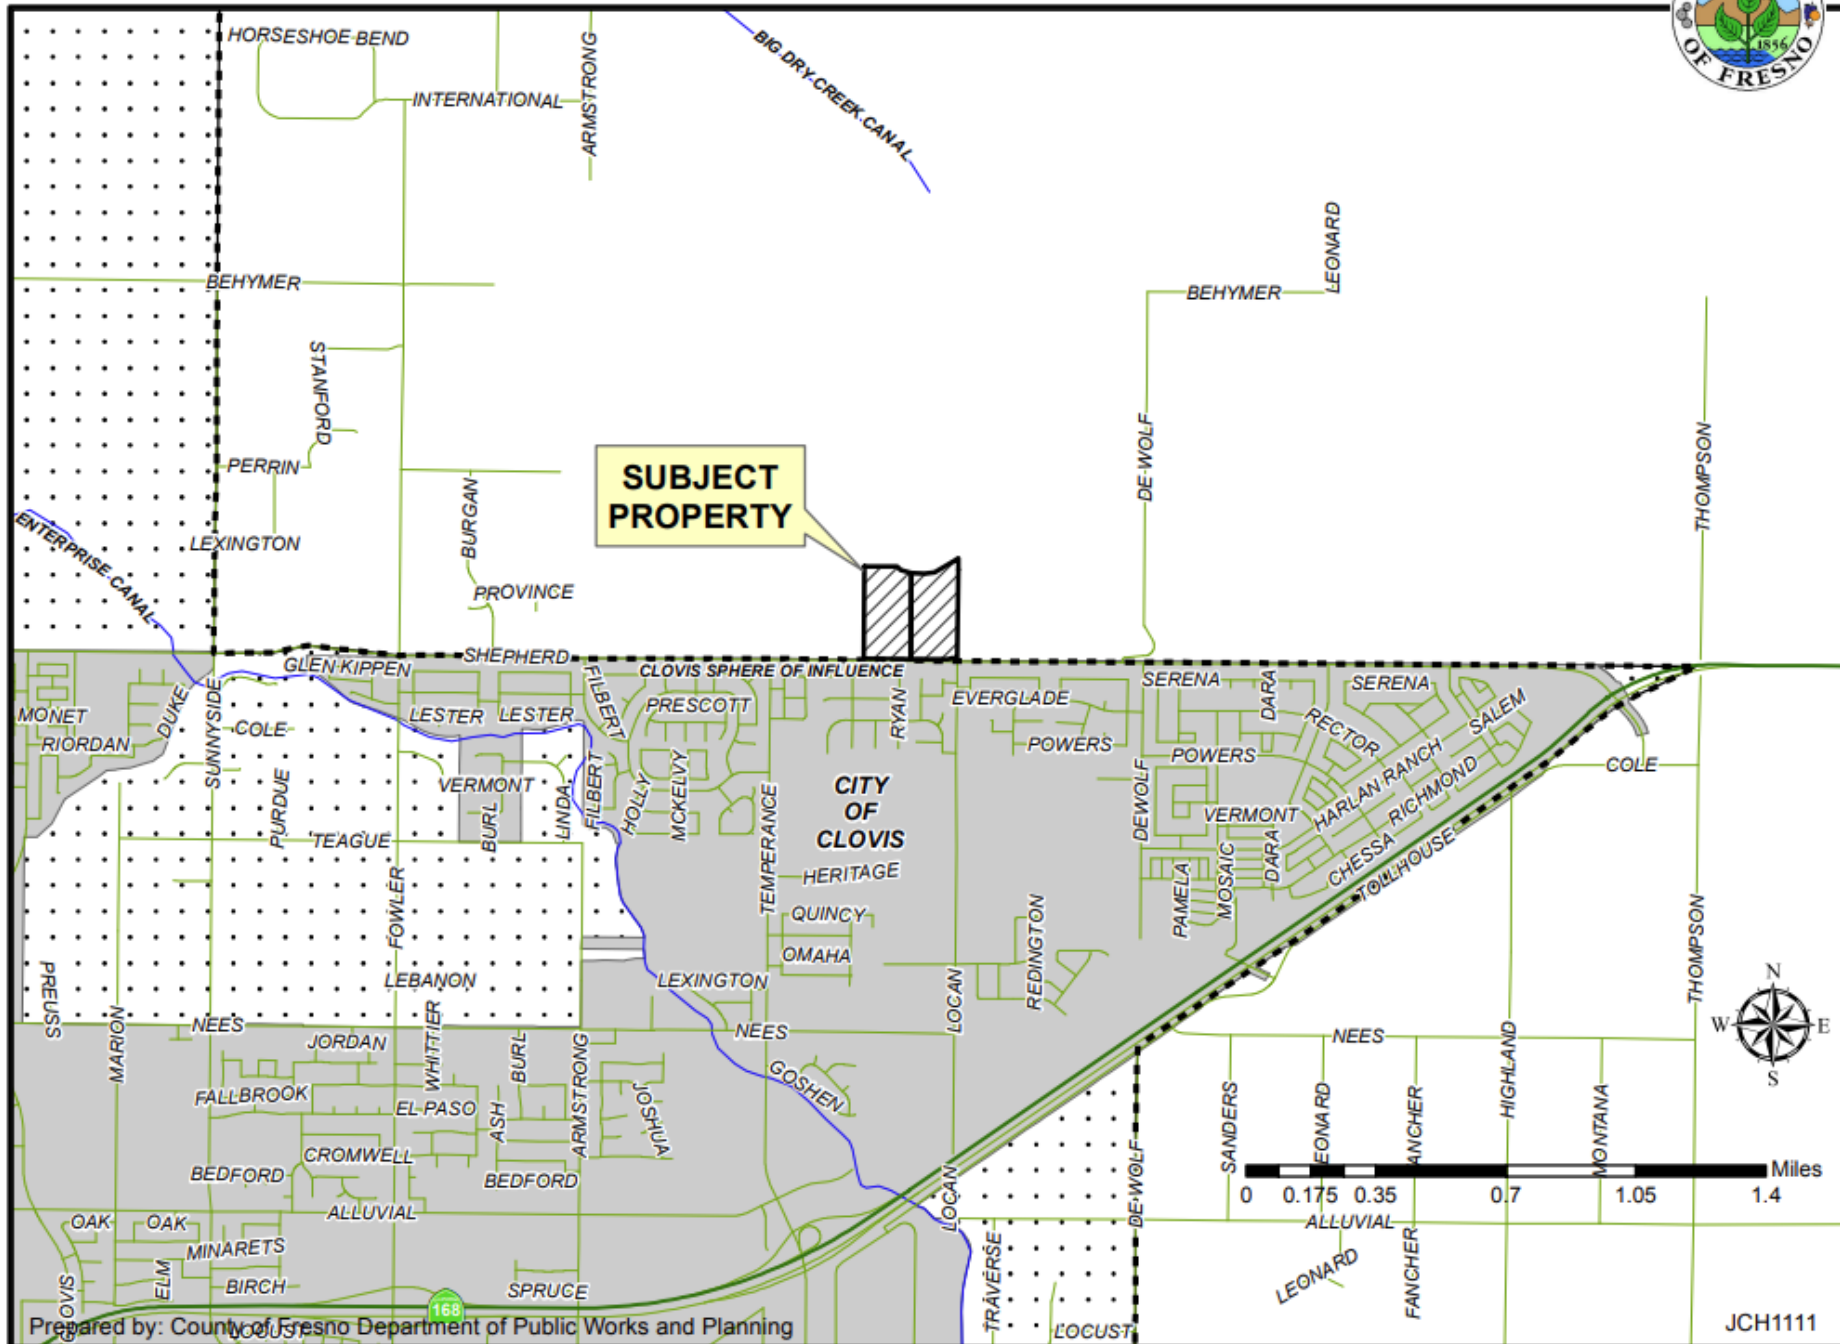 HORSESHOE BEND
INTERNATIONAL
ARMSTRONG
BIG DRY CREEK CANAL
1856
OF FRESNO
BEHYMER
LEONARD
BEHYMER
STANFORD
PERRIN
LEXINGTON
ENTERPRISE CANAL
BURGAN
PROVINCE
SUBJECT
PROPERTY
DE WOLF
THOMPSON
GLEN KIPPEN
SHEPHERD
CLOVIS SPHERE OF INFLUENCE
MONET
RIORDAN
DUKE
SUNNYSIDE
COLE
LESTER
LESTER
FILBERT
PRESCOTT
RYAN
EVERGLADE
POWERS
SERENA
DARA
SERENA
RECTOR
SALEM
POWERS
HARLAN RANCH
RICHMOND
COLE
PURDUE
VERMONT
BURL
LINDA
FILBERT
HOLLY
MCKELVY
TEMPERANCE
CITY
OF
CLOVIS
DEWOLF
VERMONT
DARA
CHESSA
TOLLHOUSE
TEAGUE
FOWLER
HERITAGE
QUINCY
OMAHA
PAMELA
MOSAIC
REDINGTON
LOCAN
THOMPSON
PREUSS
MARION
LEBANON
LEXINGTON
NEES
NEES
NEES
JORDAN
WHITTIER
BURL
ARMSTRONG
GOSHEN
HIGHLAND
N
W
E
S
FALLBROOK
EL PASO
ASH
JOSHUA
SANDERS
LEONARD
ANCHER
MONTANA
CROMWELL
BEDFORD
BEDFORD
LOCAN
DE WOLF
Miles
0 0.175 0.35 0.7 1.05 1.4
OAK
OAK
ALLUVIAL
ALLUVIAL
MINARETS
ELM
BIRCH
SPRUCE
TRAVERSE
LEONARD
FANCHER
CLOVIS
168
LOCUST
LOCUST
Prepared by: County of Fresno Department of Public Works and Planning
JCH1111